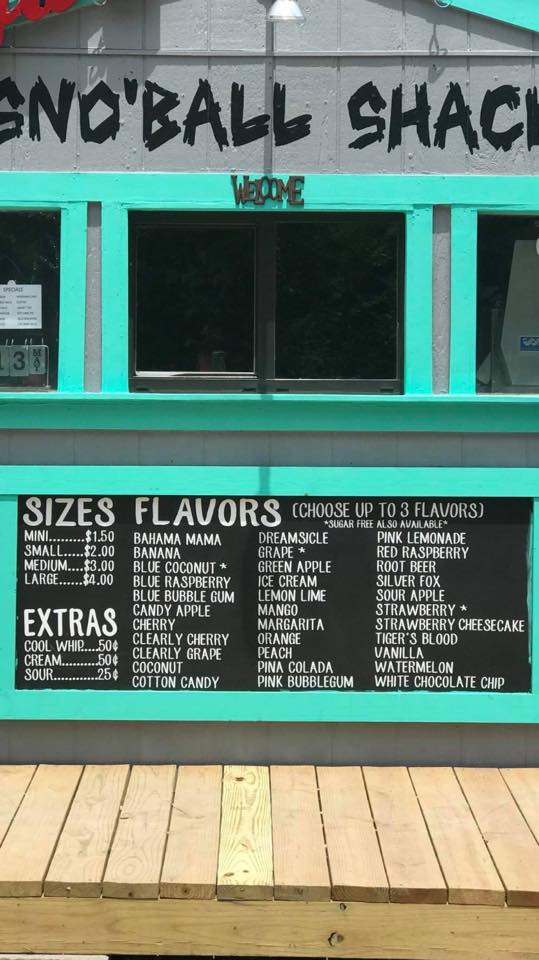 SNO'BALL SHACK
WELCOME
SPECIALS
13 MAY
SIZES
MINI.........$1.50
SMALL.....$2.00
MEDIUM....$3.00
LARGE.....$4.00
EXTRAS
COOL WHIP....50¢
CREAM..........50¢
SOUR............25¢
FLAVORS (CHOOSE UP TO 3 FLAVORS)
*SUGAR FREE ALSO AVAILABLE*
BAHAMA MAMA
BANANA
BLUE COCONUT *
BLUE RASPBERRY
BLUE BUBBLE GUM
CANDY APPLE
CHERRY
CLEARLY CHERRY
CLEARLY GRAPE
COCONUT
COTTON CANDY
DREAMSICLE
GRAPE *
GREEN APPLE
ICE CREAM
LEMON LIME
MANGO
MARGARITA
ORANGE
PEACH
PINA COLADA
PINK BUBBLEGUM
PINK LEMONADE
RED RASPBERRY
ROOT BEER
SILVER FOX
SOUR APPLE
STRAWBERRY *
STRAWBERRY CHEESECAKE
TIGER'S BLOOD
VANILLA
WATERMELON
WHITE CHOCOLATE CHIP